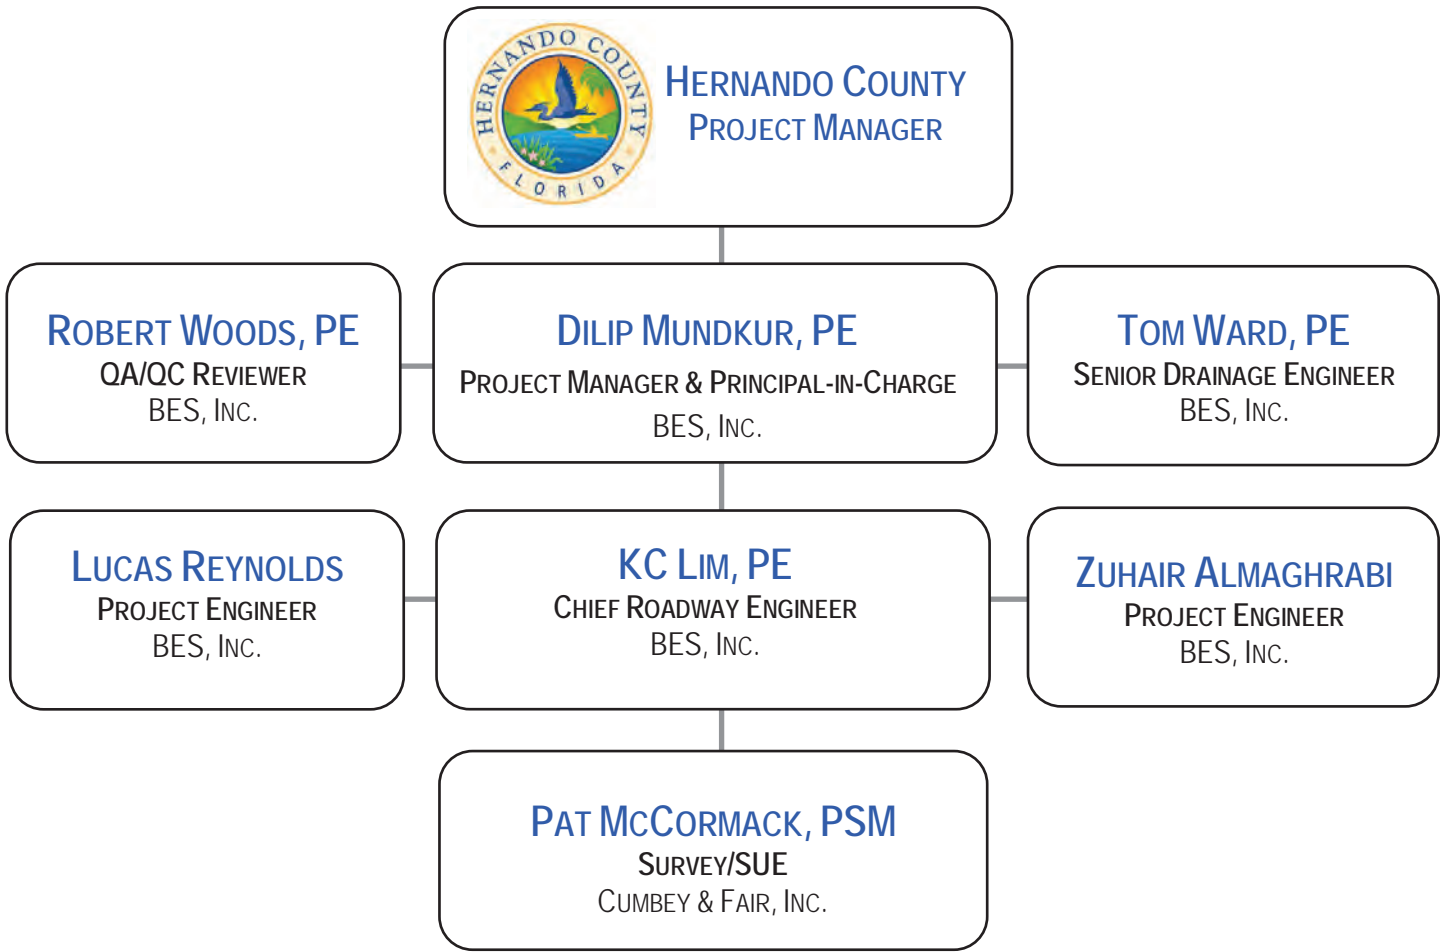 HERNANDO COUNTY
FLORIDA
HERNANDO COUNTY
PROJECT MANAGER
ROBERT WOODS, PE
QA/QC REVIEWER
BES, INC.
DILIP MUNDKUR, PE
PROJECT MANAGER & PRINCIPAL-IN-CHARGE
BES, INC.
TOM WARD, PE
SENIOR DRAINAGE ENGINEER
BES, INC.
LUCAS REYNOLDS
PROJECT ENGINEER
BES, INC.
KC LIM, PE
CHIEF ROADWAY ENGINEER
BES, INC.
ZUHAIR ALMAGHRABI
PROJECT ENGINEER
BES, INC.
PAT MCCORMACK, PSM
SURVEY/SUE
CUMBEY & FAIR, INC.